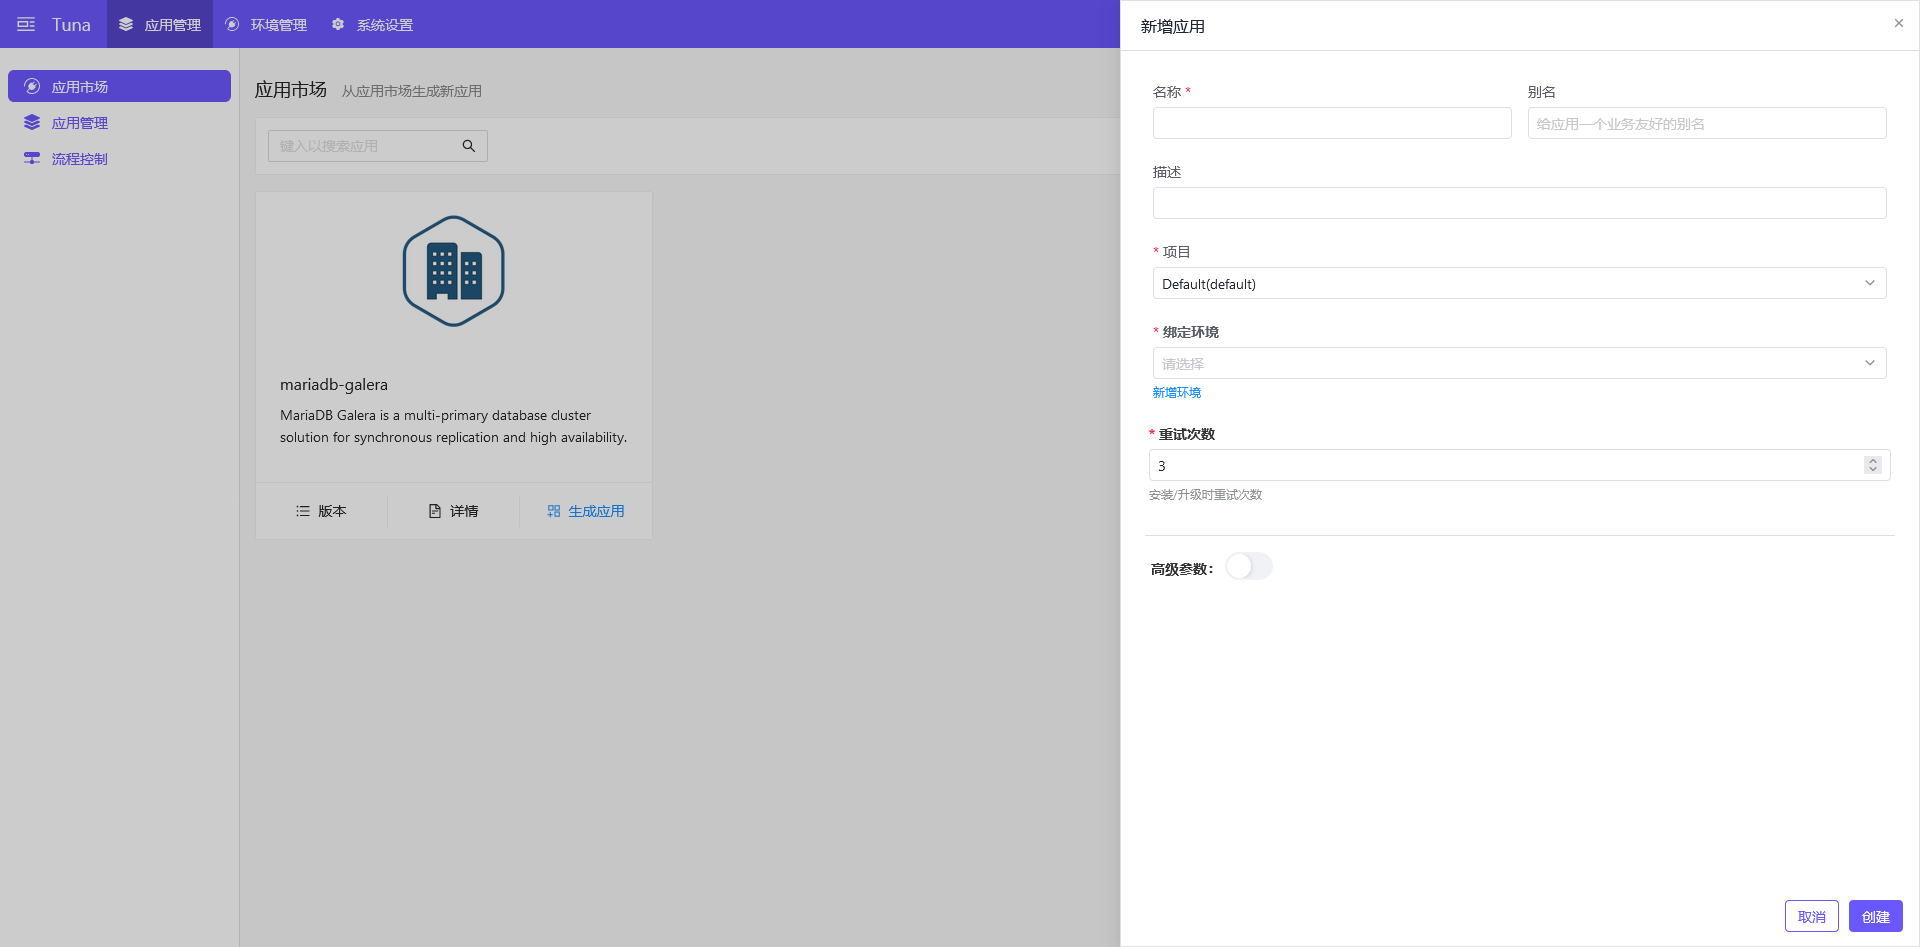 Tuna 应用管理 环境管理 系统设置
应用市场
应用管理
流程控制
应用市场 从应用市场生成新应用
键入以搜索应用
mariadb-galera
MariaDB Galera is a multi-primary database cluster
solution for synchronous replication and high availability.
版本 详情 生成应用
新增应用
名称 * 别名
给应用一个业务友好的别名
描述
* 项目
Default(default)
* 绑定环境
请选择
新增环境
* 重试次数
3
安装/升级时重试次数
高级参数：
取消 创建